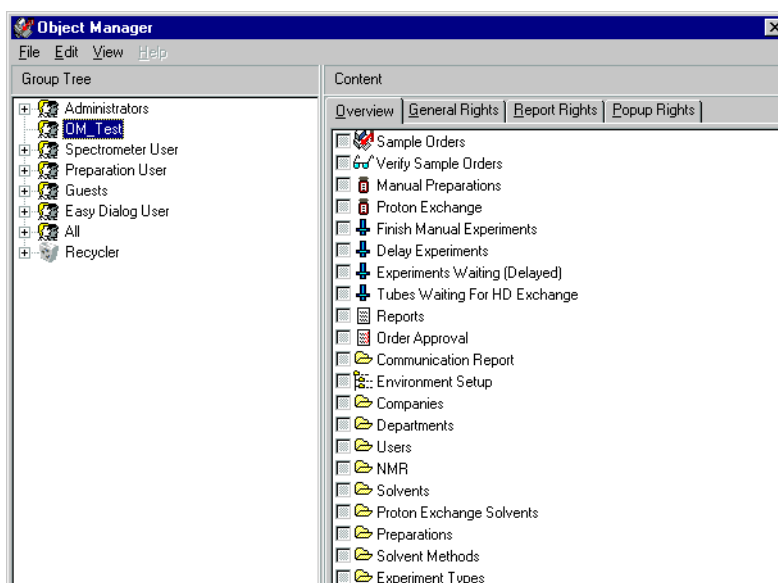 Object Manager
File Edit View Help
Group Tree
Administrators
OM_Test
Spectrometer User
Preparation User
Guests
Easy Dialog User
All
Recycler
Content
Overview General Rights Report Rights Popup Rights
Sample Orders
Verify Sample Orders
Manual Preparations
Proton Exchange
Finish Manual Experiments
Delay Experiments
Experiments Waiting (Delayed)
Tubes Waiting For HD Exchange
Reports
Order Approval
Communication Report
Environment Setup
Companies
Departments
Users
NMR
Solvents
Proton Exchange Solvents
Preparations
Solvent Methods
Experiment Types